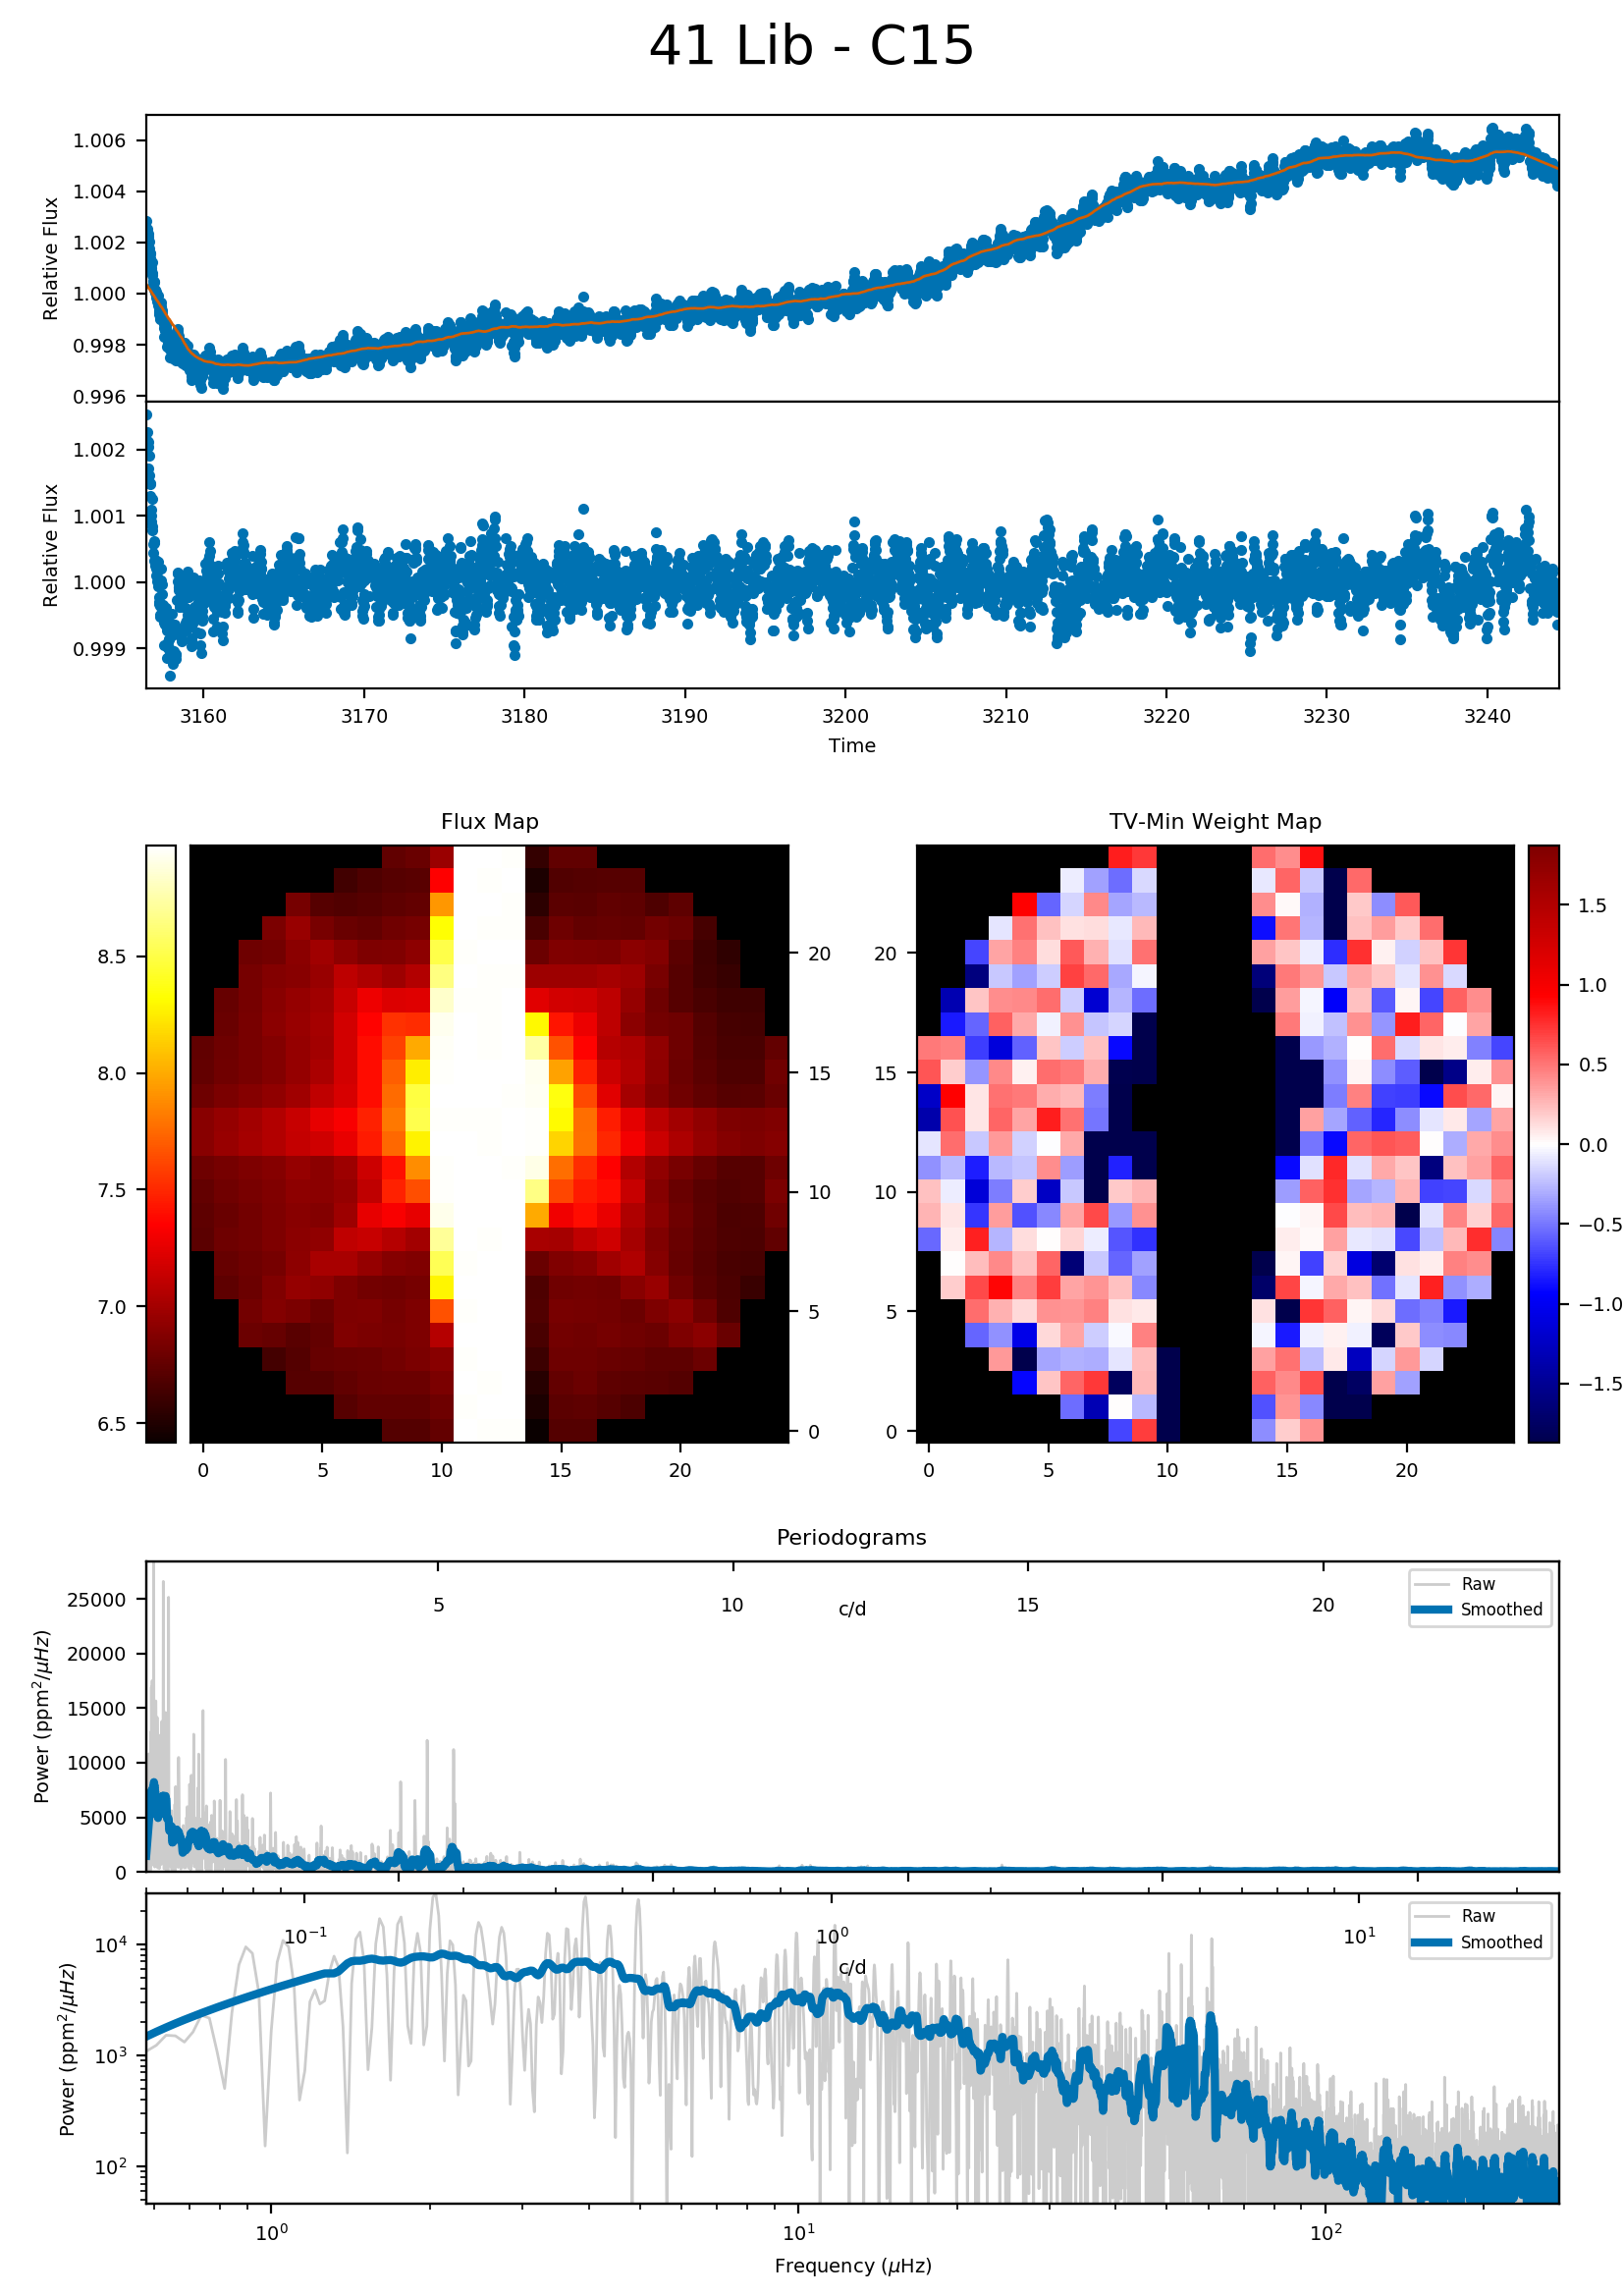 41 Lib - C15
1.006
1.004
1.002
1.000
0.998
0.996
Relative Flux
1.002
1.001
1.000
0.999
Relative Flux
3160 3170 3180 3190 3200 3210 3220 3230 3240
Time
Flux Map
TV-Min Weight Map
8.5
8.0
7.5
7.0
6.5
20
15
10
5
0
0 5 10 15 20
20
15
10
5
0
0 5 10 15 20
1.5
1.0
0.5
0.0
−0.5
−1.0
−1.5
Periodograms
25000
20000
15000
10000
5000
0
Power (ppm²/μHz)
5 10 15 20
c/d
Raw
Smoothed
10⁴
10³
10²
Power (ppm²/μHz)
10⁻¹ 10⁰ 10¹
c/d
Raw
Smoothed
10⁰ 10¹ 10²
Frequency (μHz)